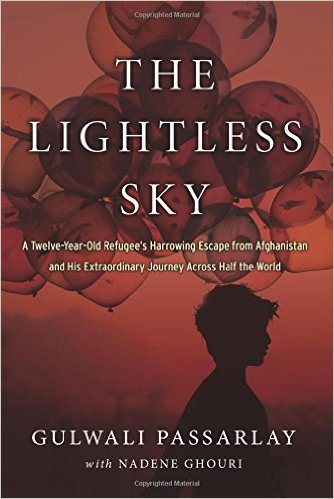 THE
LIGHTLESS
SKY
A Twelve-Year-Old Refugee's Harrowing Escape from Afghanistan
and His Extraordinary Journey Across Half the World
GULWALI PASSARLAY
with NADENE GHOURI